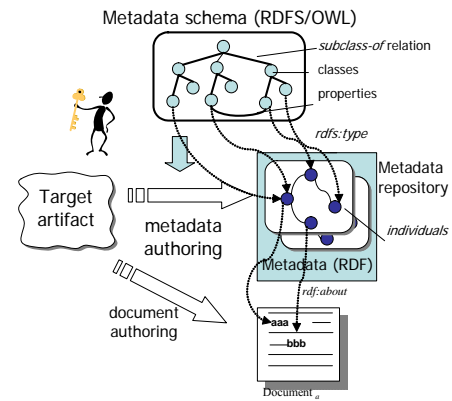 Metadata schema (RDFS/OWL)
subclass-of relation
classes
properties
rdfs:type
Target
artifact
metadata
authoring
Metadata
repository
individuals
Metadata (RDF)
rdf:about
document
authoring
aaa
bbb
Document a